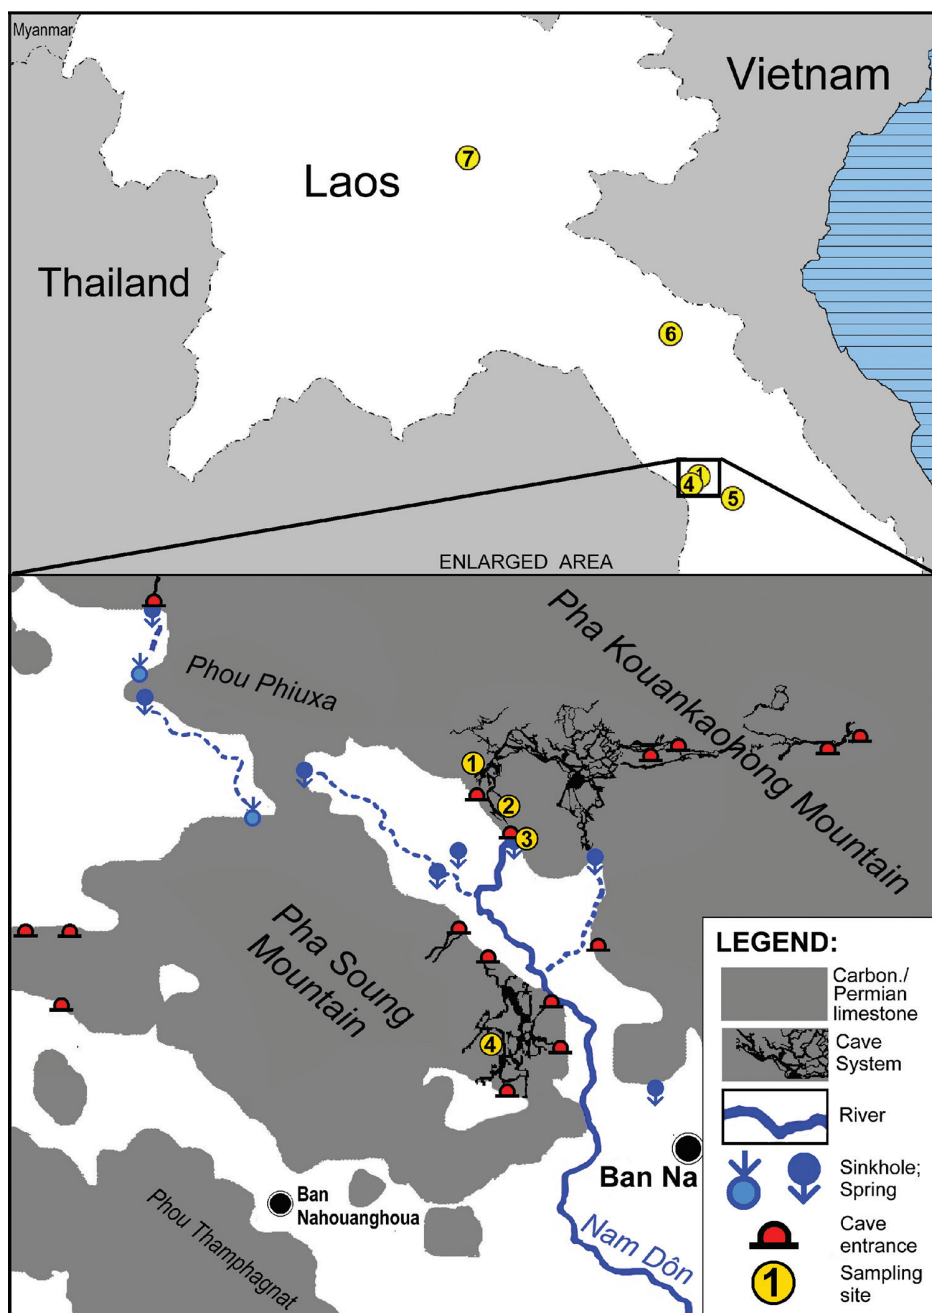 Myanmar
Vietnam
7
Laos
Thailand
6
1
4
5
ENLARGED AREA
Pha Kouankaohong Mountain
Phou Phiuxa
1
2
3
Pha Soung
Mountain
4
LEGEND:
Carbon./
Permian
limestone
Cave
System
River
Sinkhole;
Spring
Cave
entrance
1
Sampling
site
Ban Na
Ban
Nahouanghoua
Nam Dôn
Phou Thamphagnat